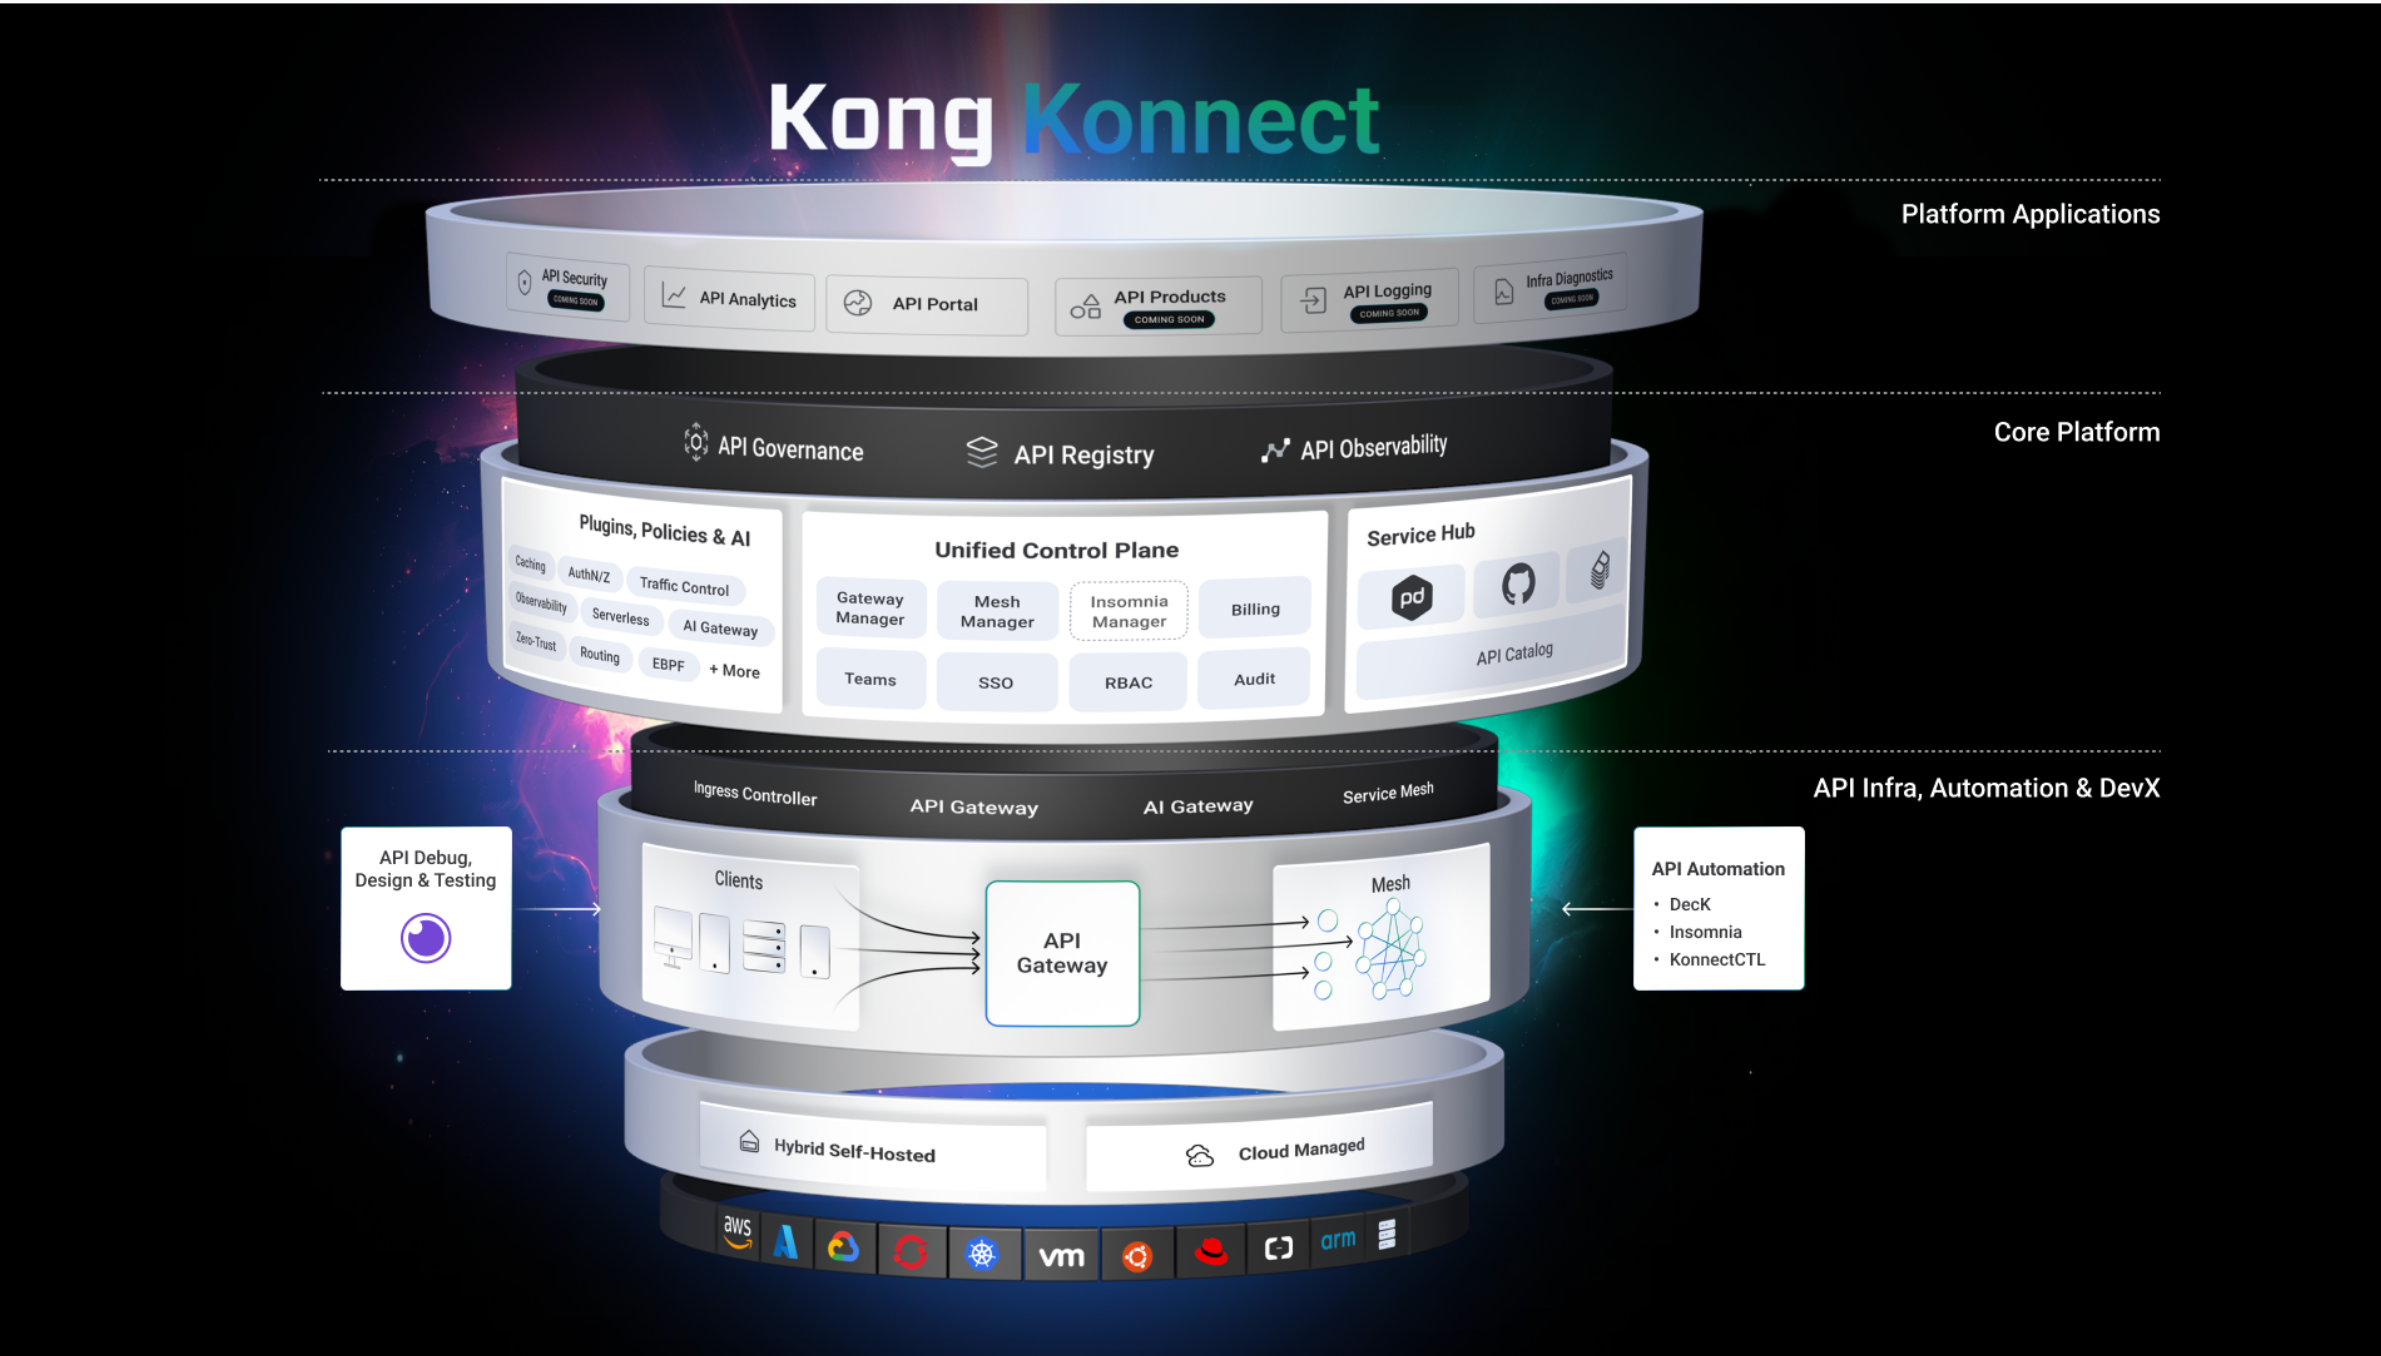 Kong Konnect
Platform Applications
API Security
COMING SOON
API Analytics
API Portal
API Products
COMING SOON
API Logging
COMING SOON
Infra Diagnostics
COMING SOON
Core Platform
API Governance
API Registry
API Observability
Plugins, Policies & AI
Caching
AuthN/Z
Traffic Control
Observability
Serverless
AI Gateway
Zero-Trust
Routing
EBPF
+ More
Unified Control Plane
Gateway
Manager
Mesh
Manager
Insomnia
Manager
Billing
Teams
SSO
RBAC
Audit
Service Hub
pd
API Catalog
API Infra, Automation & DevX
Ingress Controller
API Gateway
AI Gateway
Service Mesh
API Debug,
Design & Testing
Clients
API
Gateway
Mesh
API Automation
• DecK
• Insomnia
• KonnectCTL
Hybrid Self-Hosted
Cloud Managed
aws
vm
arm